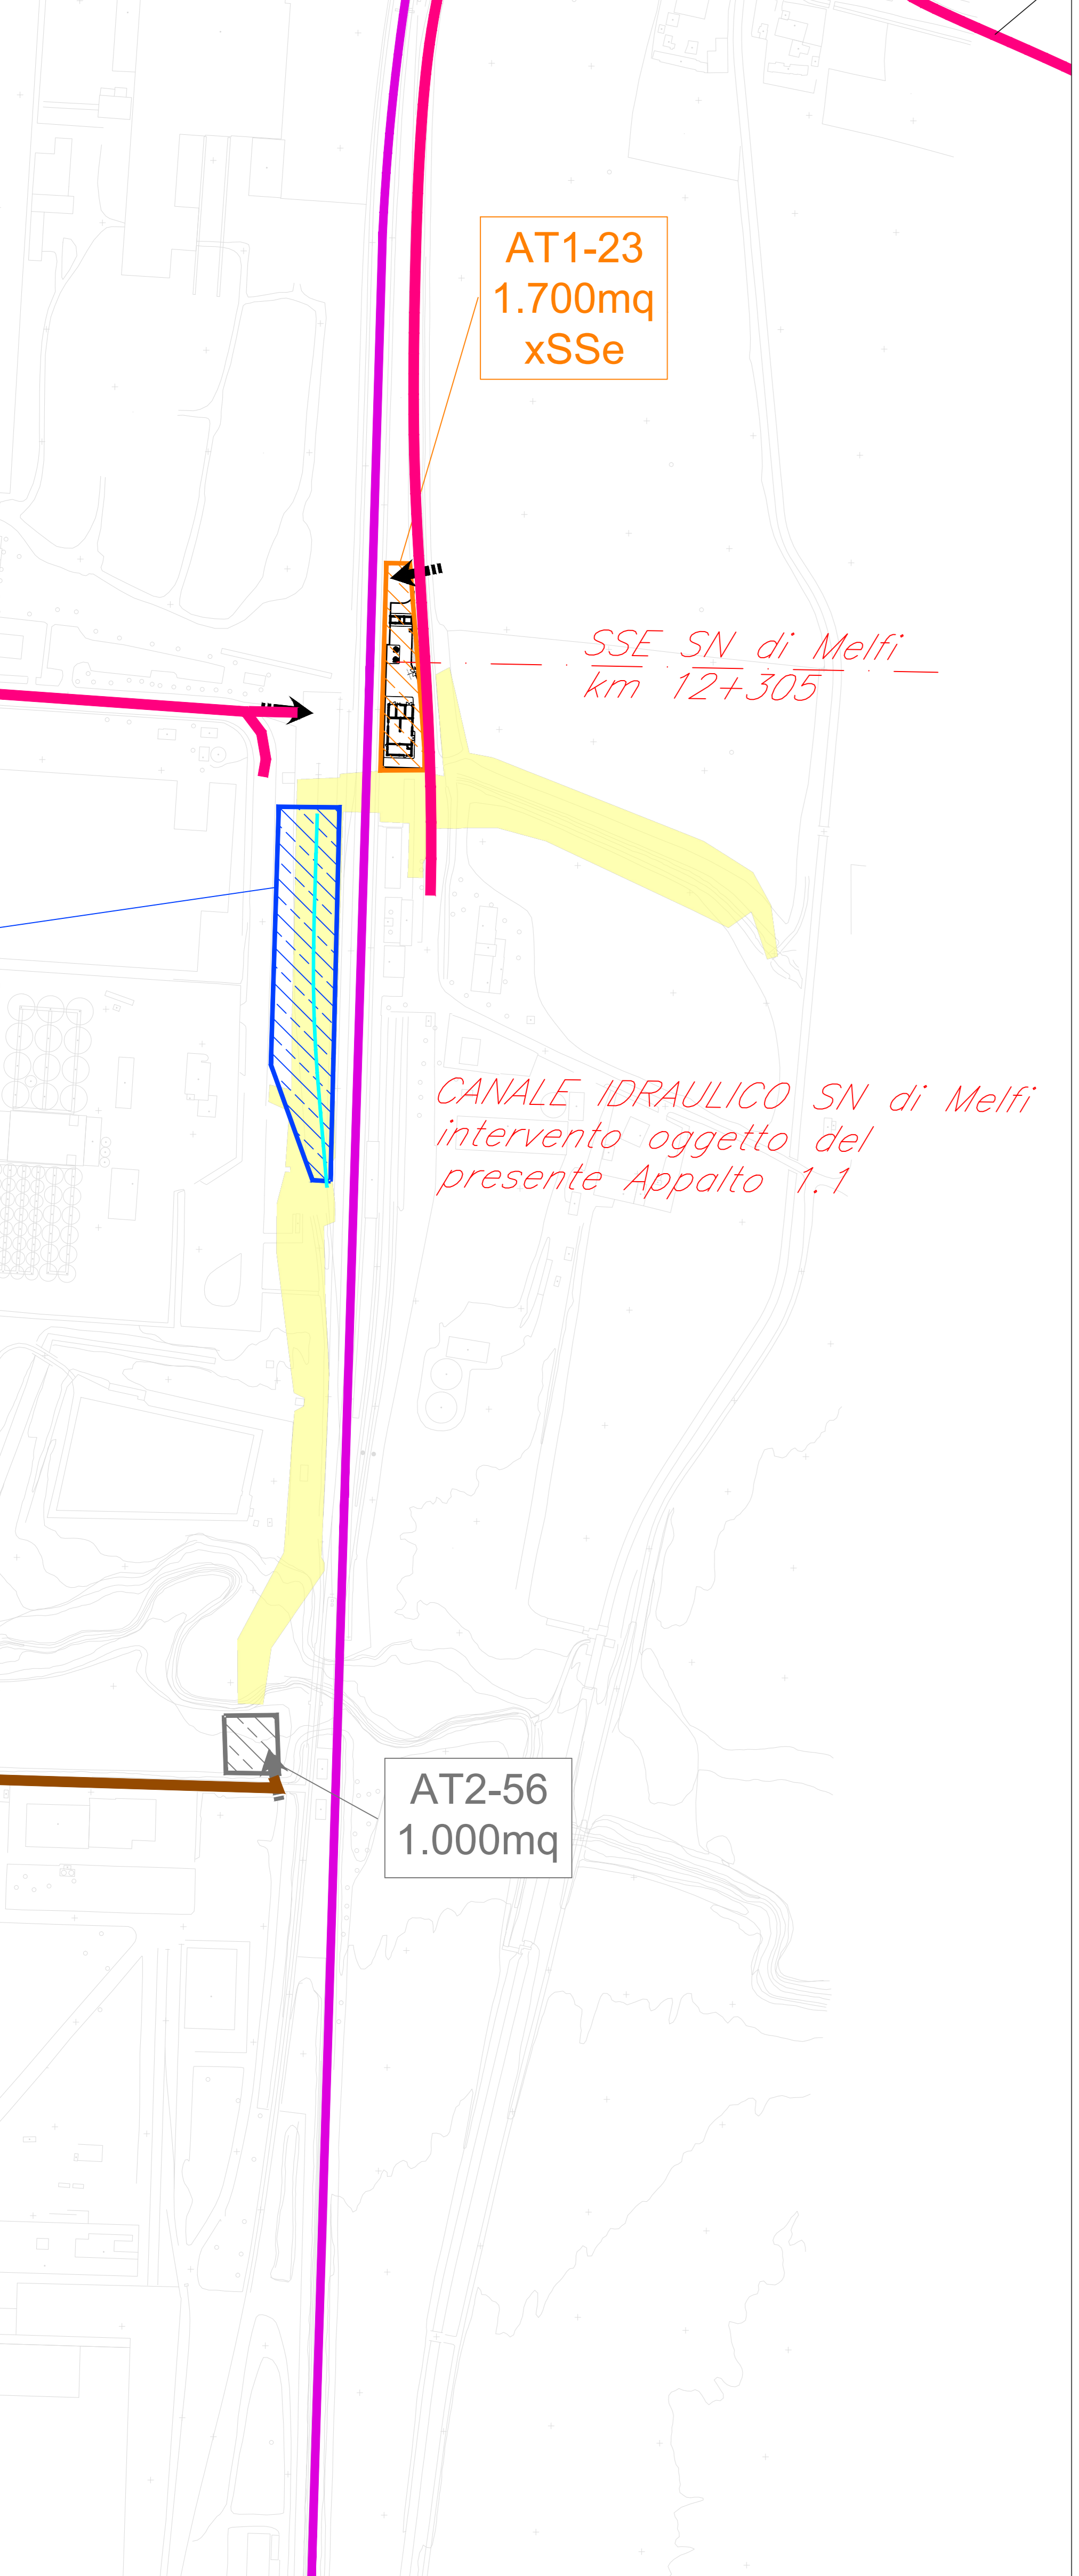 AT1-23
1.700mq
xSSe
SSE SN di Melfi
km 12+305
CANALE IDRAULICO SN di Melfi
intervento oggetto del
presente Appalto 1.1
AT2-56
1.000mq